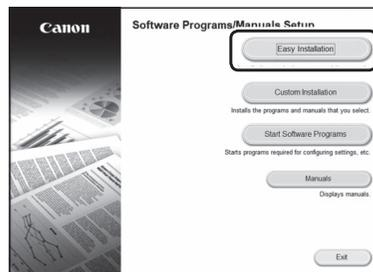 Canon
Software Programs/Manuals Setup
Easy Installation
Custom Installation
Installs the programs and manuals that you select.
Start Software Programs
Starts programs required for configuring settings, etc.
Manuals
Displays manuals.
Exit